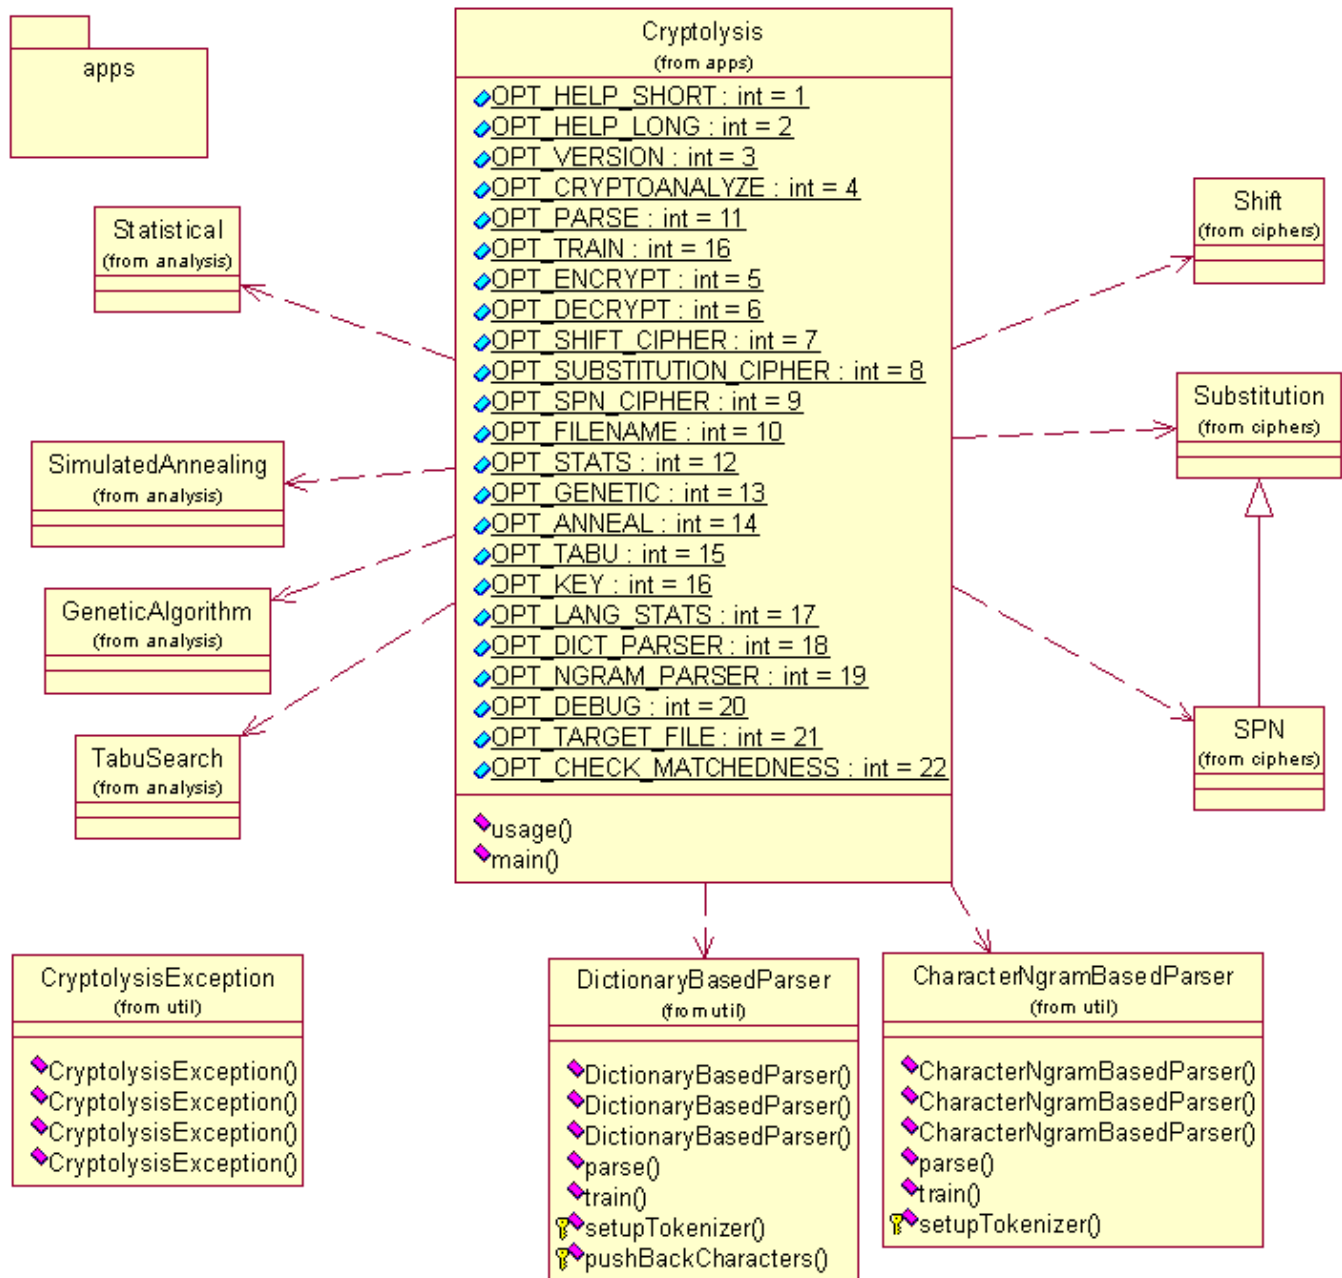 apps
Cryptolysis
(from apps)
OPT_HELP_SHORT : int = 1
OPT_HELP_LONG : int = 2
OPT_VERSION : int = 3
OPT_CRYPTOANALYZE : int = 4
OPT_PARSE : int = 11
OPT_TRAIN : int = 16
OPT_ENCRYPT : int = 5
OPT_DECRYPT : int = 6
OPT_SHIFT_CIPHER : int = 7
OPT_SUBSTITUTION_CIPHER : int = 8
OPT_SPN_CIPHER : int = 9
OPT_FILENAME : int = 10
OPT_STATS : int = 12
OPT_GENETIC : int = 13
OPT_ANNEAL : int = 14
OPT_TABU : int = 15
OPT_KEY : int = 16
OPT_LANG_STATS : int = 17
OPT_DICT_PARSER : int = 18
OPT_NGRAM_PARSER : int = 19
OPT_DEBUG : int = 20
OPT_TARGET_FILE : int = 21
OPT_CHECK_MATCHEDNESS : int = 22
usage()
main()
Statistical
(from analysis)
SimulatedAnnealing
(from analysis)
GeneticAlgorithm
(from analysis)
TabuSearch
(from analysis)
Shift
(from ciphers)
Substitution
(from ciphers)
SPN
(from ciphers)
CryptolysisException
(from util)
CryptolysisException()
CryptolysisException()
CryptolysisException()
CryptolysisException()
DictionaryBasedParser
(from util)
DictionaryBasedParser()
DictionaryBasedParser()
DictionaryBasedParser()
parse()
train()
setupTokenizer()
pushBackCharacters()
CharacterNgramBasedParser
(from util)
CharacterNgramBasedParser()
CharacterNgramBasedParser()
CharacterNgramBasedParser()
parse()
train()
setupTokenizer()